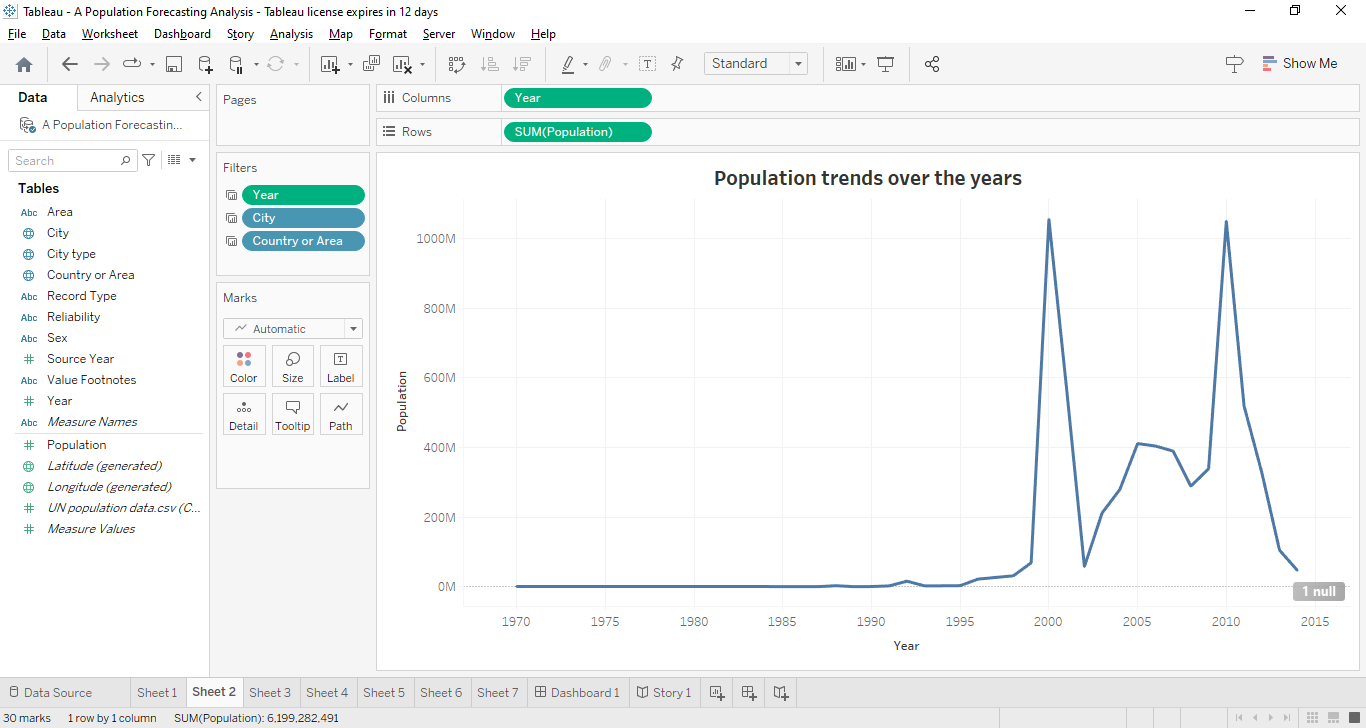 Tableau - A Population Forecasting Analysis - Tableau license expires in 12 days
File Data Worksheet Dashboard Story Analysis Map Format Server Window Help
Standard
Show Me
Data Analytics
A Population Forecastin...
Search
Tables
Abc Area
City
City type
Country or Area
Abc Record Type
Abc Reliability
Abc Sex
Source Year
Abc Value Footnotes
Year
Abc Measure Names
Population
Latitude (generated)
Longitude (generated)
UN population data.csv (C...
Measure Values
Pages
Filters
Year
City
Country or Area
Marks
Automatic
Color Size Label
Detail Tooltip Path
Columns Year
Rows SUM(Population)
Population trends over the years
1000M
800M
600M
400M
200M
0M
Population
1 null
1970 1975 1980 1985 1990 1995 2000 2005 2010 2015
Year
Data Source Sheet 1 Sheet 2 Sheet 3 Sheet 4 Sheet 5 Sheet 6 Sheet 7 Dashboard 1 Story 1
30 marks 1 row by 1 column SUM(Population): 6,199,282,491